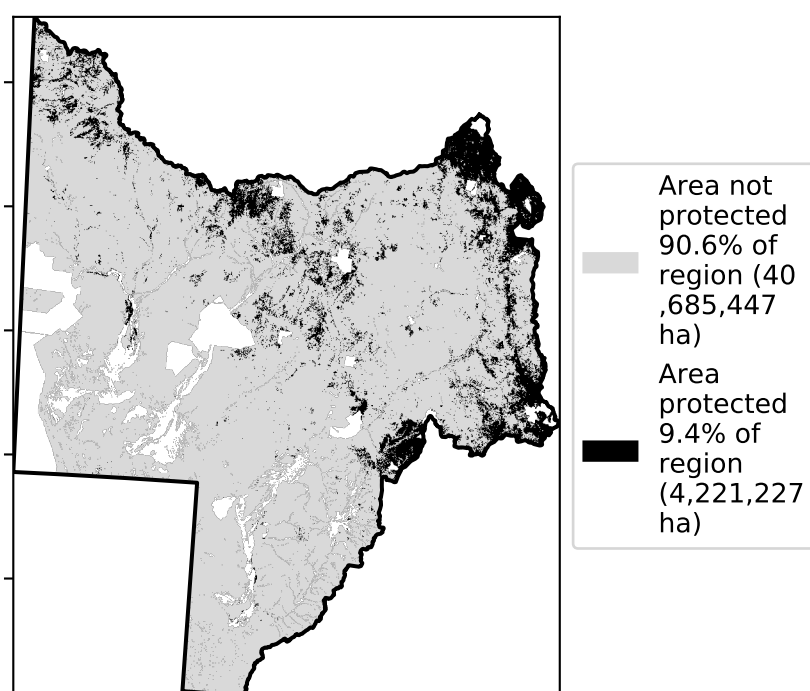 Area not
protected
90.6% of
region (40
,685,447
ha)
Area
protected
9.4% of
region
(4,221,227
ha)